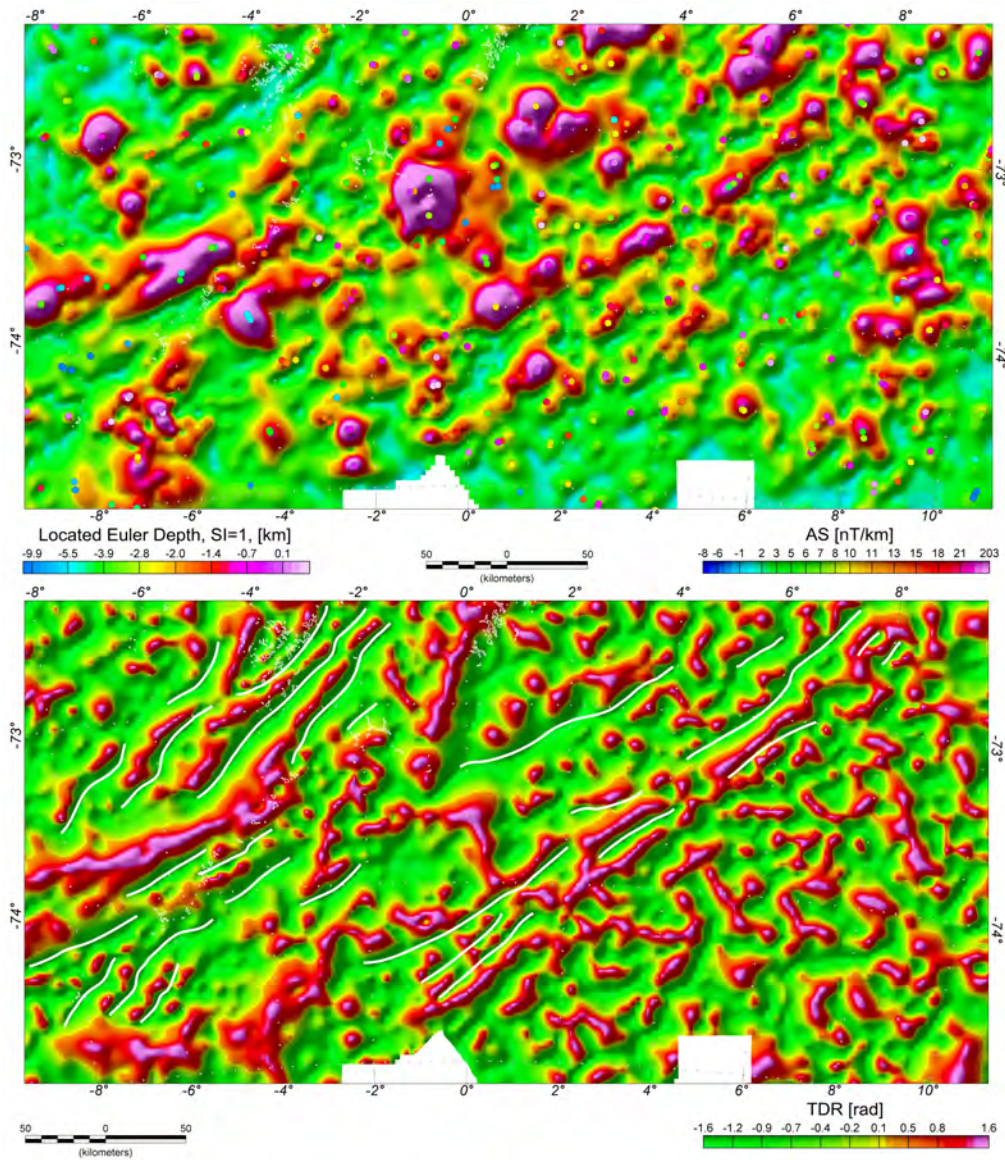 -8° -6° -4° -2° 0° 2° 4° 6° 8°
-73° -73°
-74° -74°
-8° -6° -4° -2° 0° 2° 4° 6° 8° 10°
Located Euler Depth, SI=1, [km]
-9.9 -5.5 -3.9 -2.8 -2.0 -1.4 -0.7 0.1
50 0 50
(kilometers)
AS [nT/km]
-8 -6 -1 2 3 5 6 7 8 10 11 13 15 18 21 203
-8° -6° -4° -2° 0° 2° 4° 6° 8°
-73° -73°
-74° -74°
-8° -6° -4° -2° 0° 2° 4° 6° 8° 10°
50 0 50
(kilometers)
TDR [rad]
-1.6 -1.2 -0.9 -0.7 -0.4 -0.2 0.1 0.5 0.8 1.6